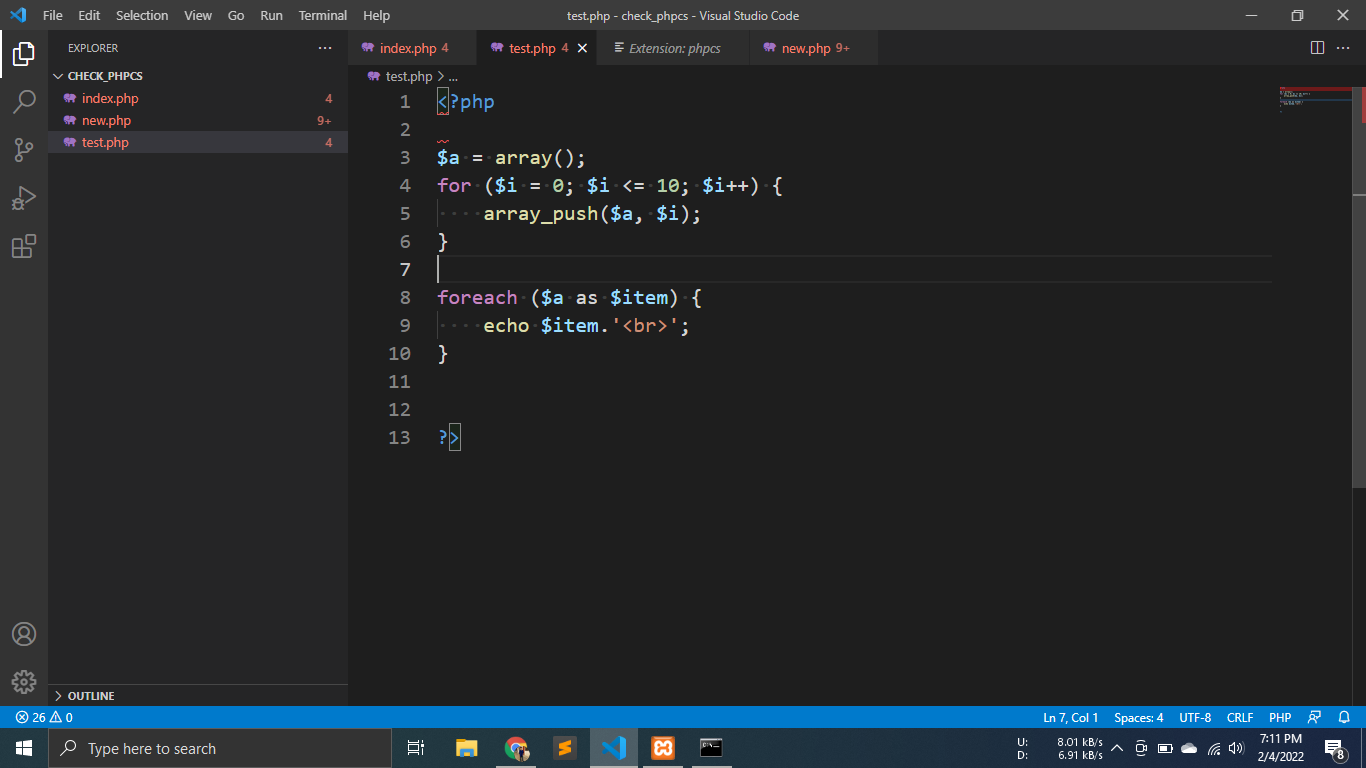 File Edit Selection View Go Run Terminal Help
test.php - check_phpcs - Visual Studio Code
EXPLORER
CHECK_PHPCS
index.php 4
new.php 9+
test.php 4
OUTLINE
index.php 4
test.php 4
Extension: phpcs
new.php 9+
test.php > ...
1 <?php
2
3 $a = array();
4 for ($i = 0; $i <= 10; $i++) {
5 array_push($a, $i);
6 }
7
8 foreach ($a as $item) {
9 echo $item.'<br>';
10 }
11
12
13 ?>
26 0
Ln 7, Col 1 Spaces: 4 UTF-8 CRLF PHP
Type here to search
U: 8.01 kB/s
D: 6.91 kB/s
7:11 PM
2/4/2022
8